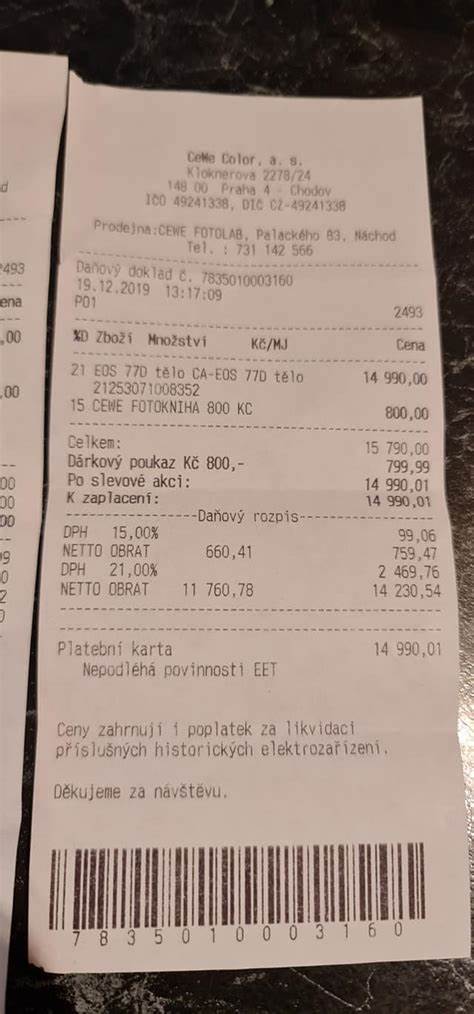 CeWe Color, a. s.
Kloknerova 2278/24
148 00 Praha 4 - Chodov
IČO 49241338, DIČ CZ-49241338
Prodejna:CEWE FOTOLAB, Palackého 83, Náchod
Tel. : 731 142 566
Daňový doklad č. 7835010003160
19.12.2019 13:17:09
P01 2493
%D Zboží Množství Kč/MJ Cena
21 EOS 77D tělo CA-EOS 77D tělo 14 990,00
21253071008352
15 CEWE FOTOKNIHA 800 KC 800,00
Celkem: 15 790,00
Dárkový poukaz Kč 800,- 799,99
Po slevové akci: 14 990,01
K zaplacení: 14 990,01
Daňový rozpis
DPH 15,00% 99,06
NETTO OBRAT 660,41 759,47
DPH 21,00% 2 469,76
NETTO OBRAT 11 760,78 14 230,54
Platební karta 14 990,01
Nepodléhá povinnosti EET
Ceny zahrnují i poplatek za likvidaci
příslušných historických elektrozařízení.
Děkujeme za návštěvu.
7835010003160
2493
ena
,00
,00
00
00
00